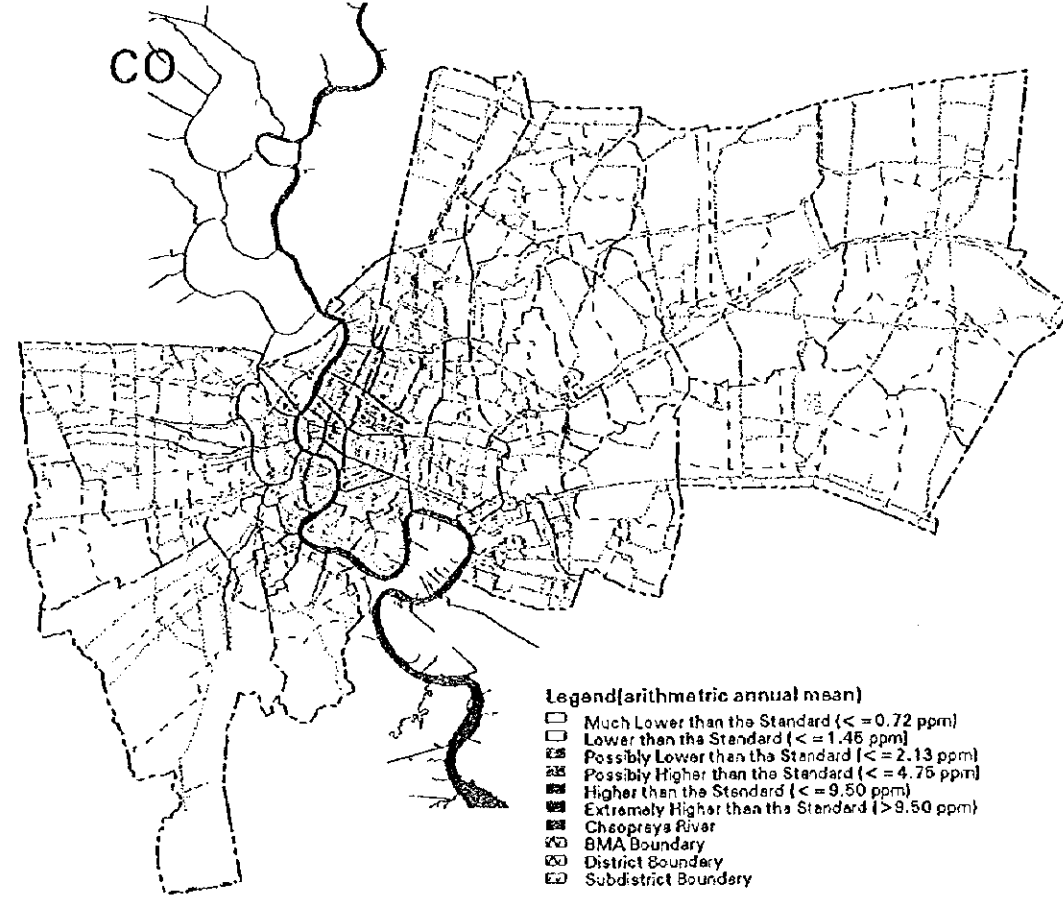 CO
Legend(arithmetric annual mean)
Much Lower than the Standard (< =0.72 ppm)
Lower than the Standard (< =1.46 ppm)
Possibly Lower than the Standard (< =2.13 ppm)
Possibly Higher than the Standard (< =4.75 ppm)
Higher than the Standard (< =9.50 ppm)
Extremely Higher than the Standard (>9.50 ppm)
Chaopraya River
BMA Boundary
District Boundary
Subdistrict Boundary